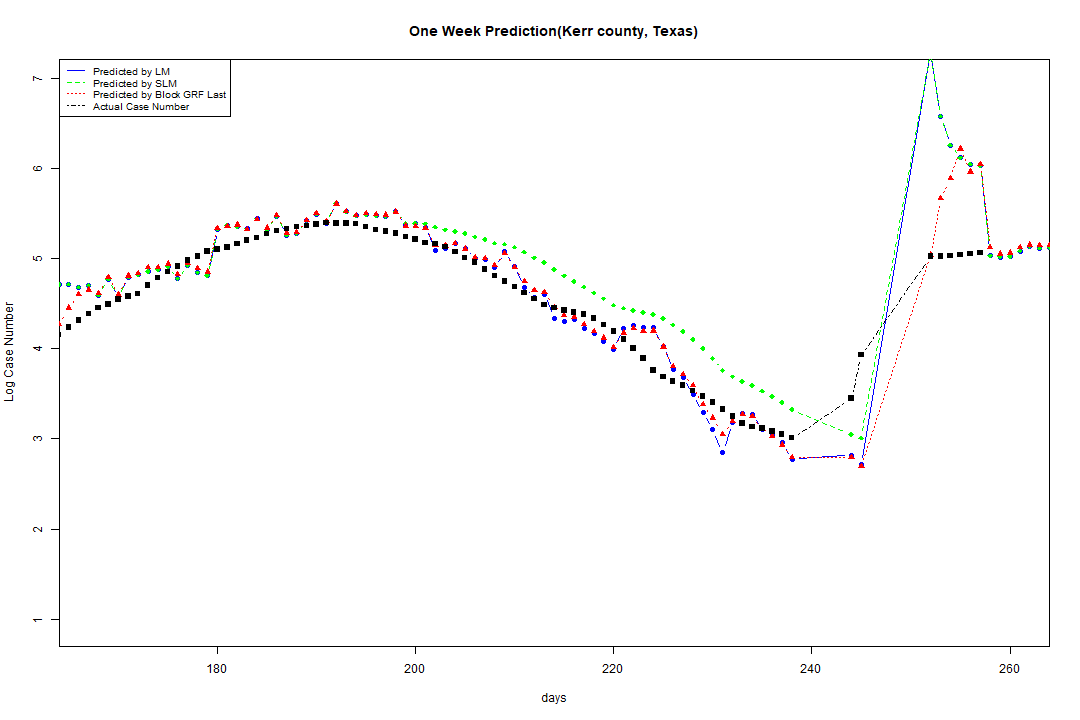 One Week Prediction(Kerr county, Texas)
Predicted by LM
Predicted by SLM
Predicted by Block GRF Last
Actual Case Number
7
6
5
4
3
2
1
Log Case Number
180 200 220 240 260
days